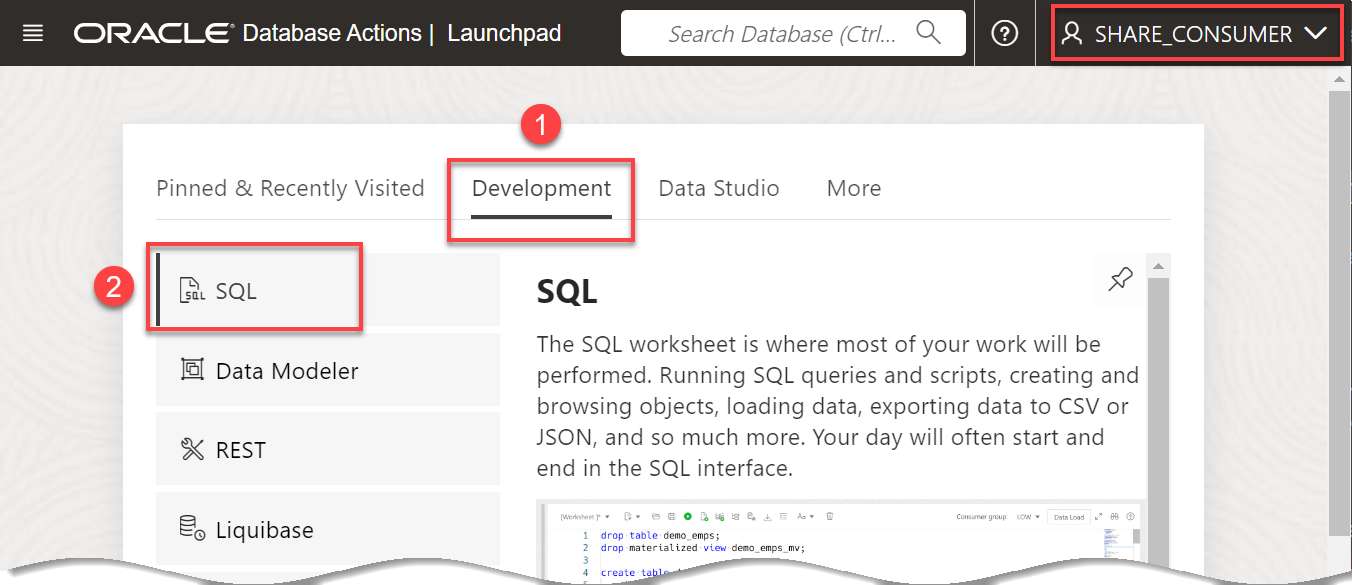 ORACLE® Database Actions | Launchpad
Search Database (Ctrl...
SHARE_CONSUMER
1
Pinned & Recently Visited
Development
Data Studio
More
2
SQL
Data Modeler
REST
Liquibase
SQL
The SQL worksheet is where most of your work will be
performed. Running SQL queries and scripts, creating and
browsing objects, loading data, exporting data to CSV or
JSON, and so much more. Your day will often start and
end in the SQL interface.
[Worksheet]* Aa Consumer group: LOW Data Load
1 drop table demo_emps;
2 drop materialized view demo_emps_mv;
3
4 create table